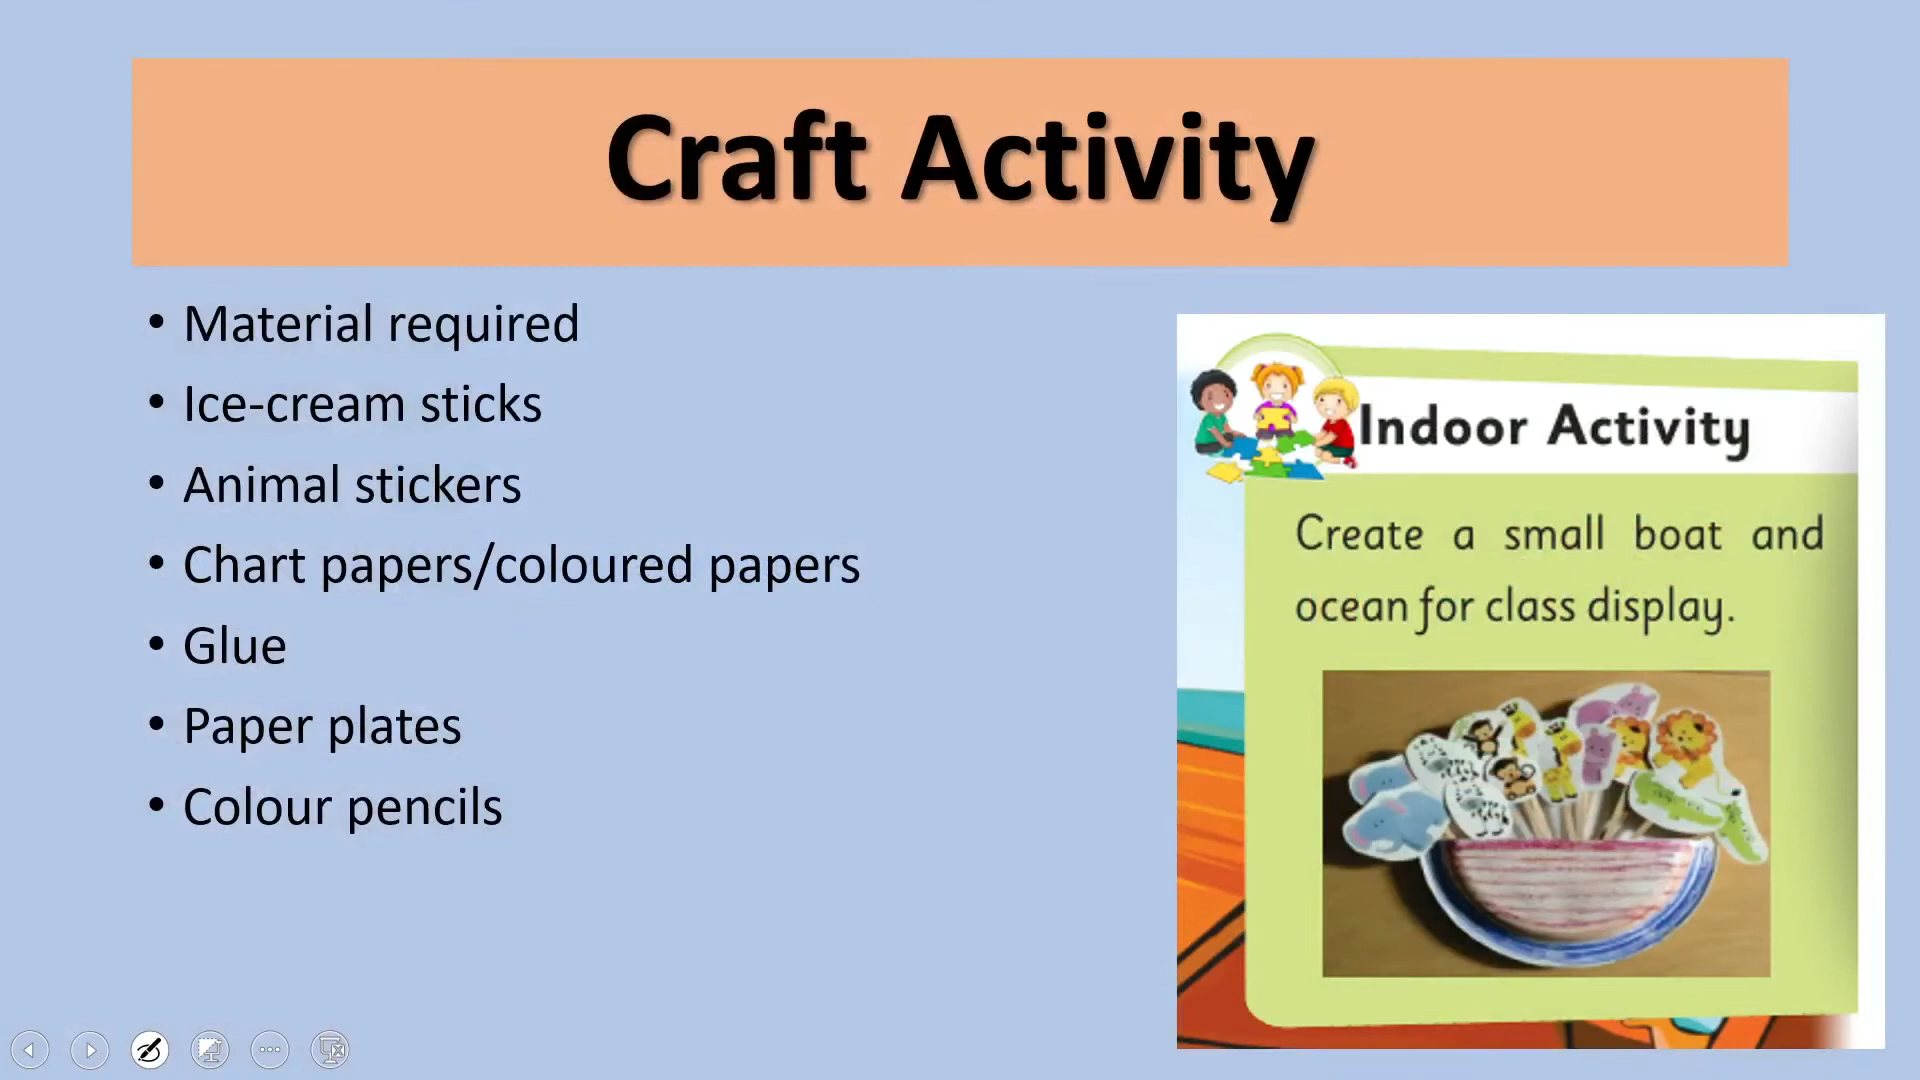 Craft Activity
• Material required
• Ice-cream sticks
• Animal stickers
• Chart papers/coloured papers
• Glue
• Paper plates
• Colour pencils
Indoor Activity
Create a small boat and
ocean for class display.